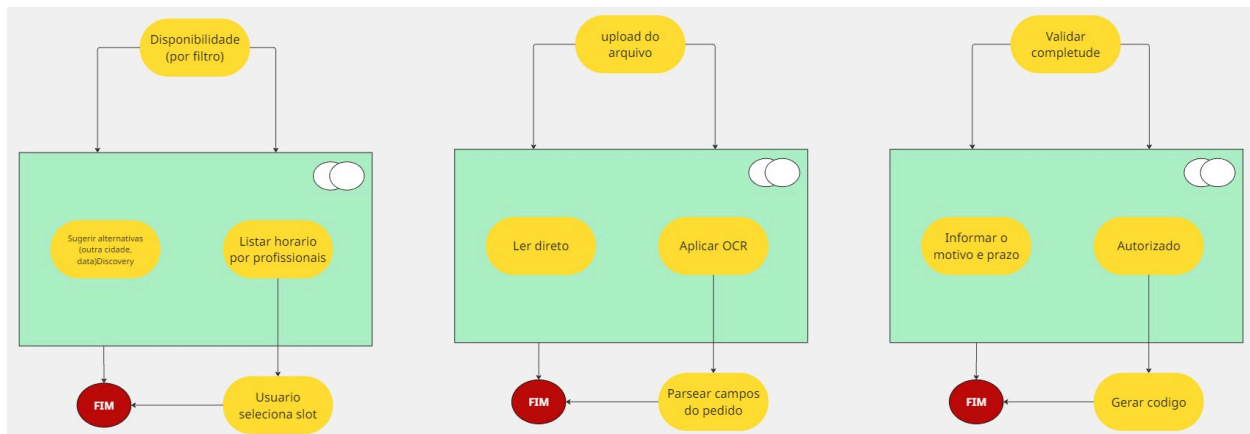 Disponibilidade
(por filtro)
Sugerir alternativas
(outra cidade,
data)Discovery
Listar horario
por profissionais
FIM
Usuario
seleciona slot
upload do
arquivo
Ler direto
Aplicar OCR
FIM
Parsear campos
do pedido
Validar
completude
Informar o
motivo e prazo
Autorizado
FIM
Gerar codigo